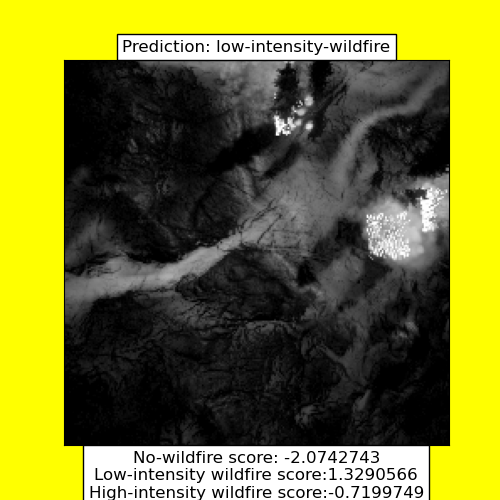 Prediction: low-intensity-wildfire
No-wildfire score: -2.0742743
Low-intensity wildfire score:1.3290566
High-intensity wildfire score:-0.7199749